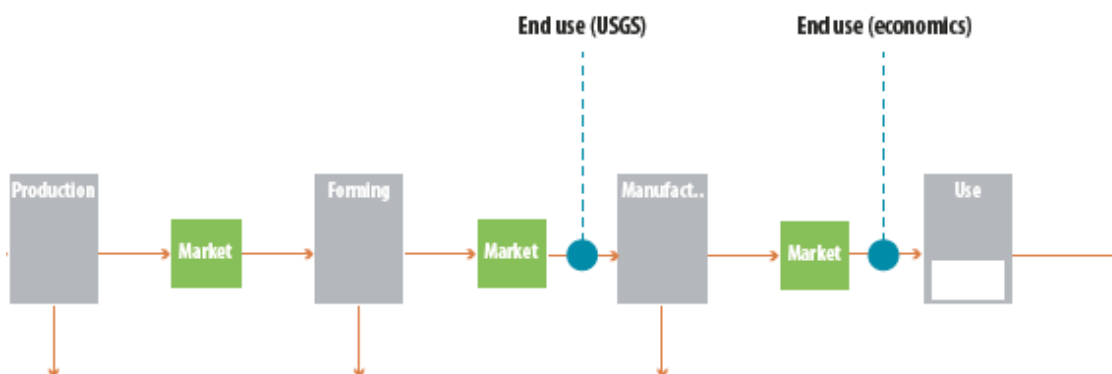 End use (USGS)
End use (economics)
Production
Forming
Manufact..
Use
Market
Market
Market